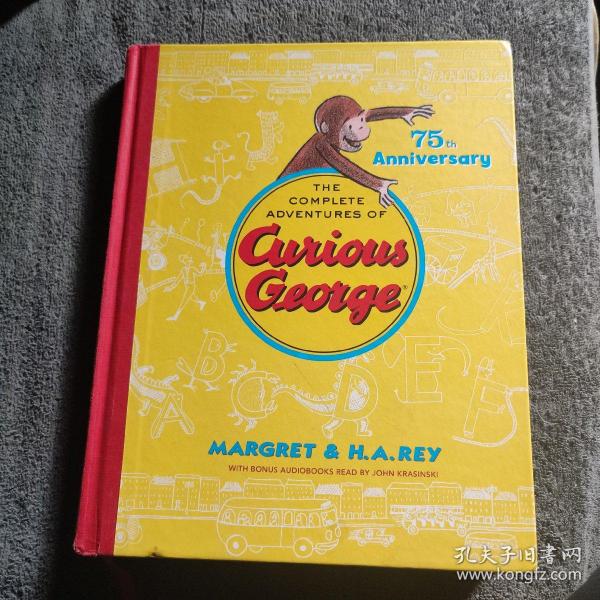 75th
Anniversary
THE
COMPLETE
ADVENTURES OF
Curious
George®
A B C D E F
MARGRET & H.A.REY
WITH BONUS AUDIOBOOKS READ BY JOHN KRASINSKI
孔夫子旧书网
www.kongfz.com